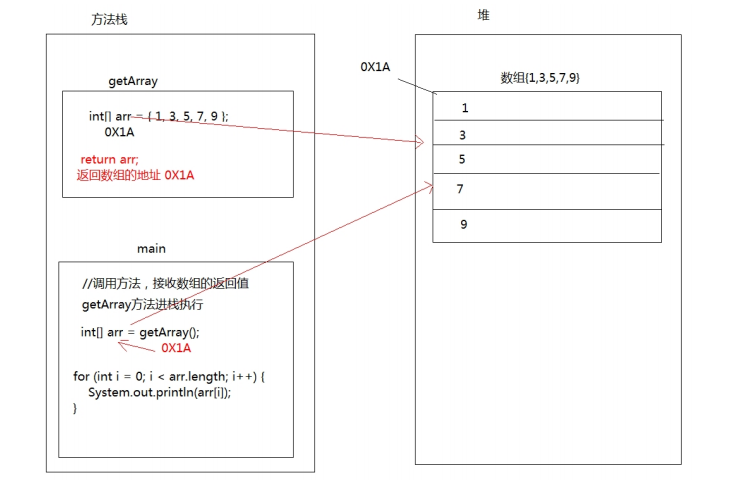 方法栈
getArray
int[] arr = { 1, 3, 5, 7, 9 };
0X1A
return arr;
返回数组的地址 0X1A
main
//调用方法，接收数组的返回值
getArray方法进栈执行
int[] arr = getArray();
0X1A
for (int i = 0; i < arr.length; i++) {
System.out.println(arr[i]);
}
堆
0X1A
数组{1,3,5,7,9}
1
3
5
7
9